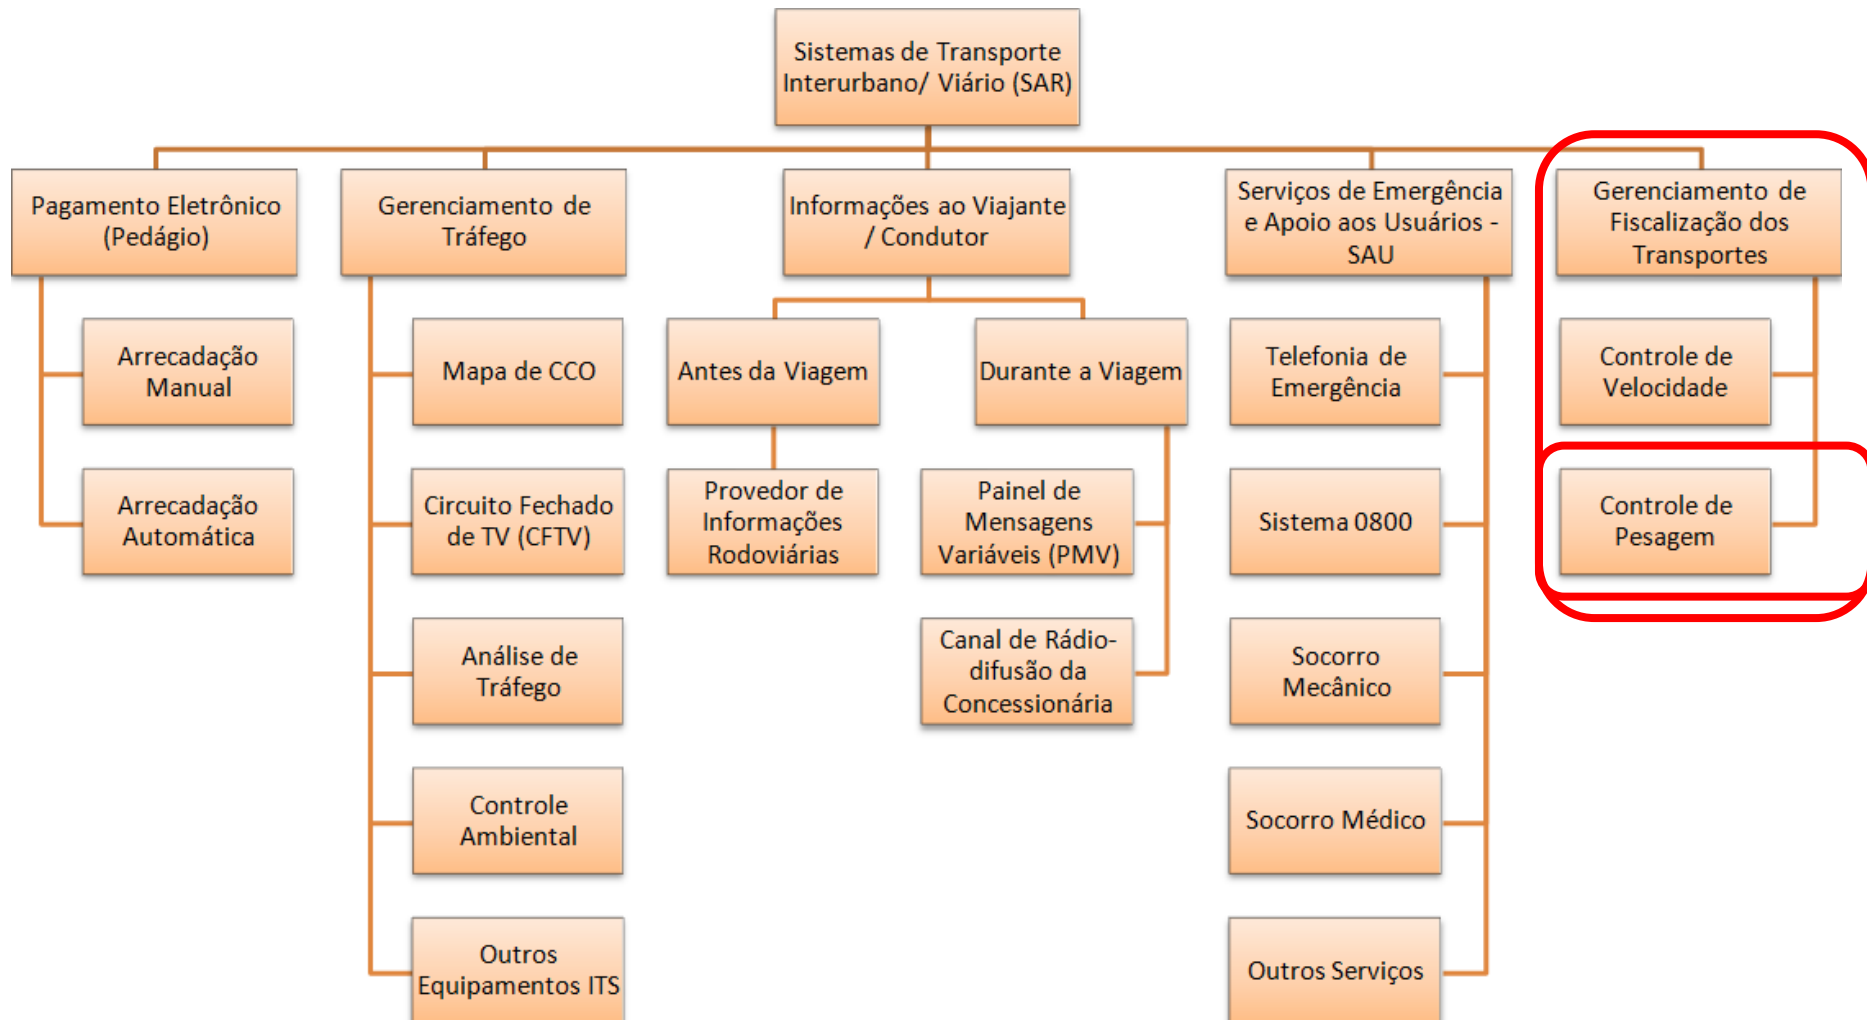 Sistemas de Transporte
Interurbano/ Viário (SAR)
Pagamento Eletrônico
(Pedágio)
Gerenciamento de
Tráfego
Informações ao Viajante
/ Condutor
Serviços de Emergência
e Apoio aos Usuários -
SAU
Gerenciamento de
Fiscalização dos
Transportes
Arrecadação
Manual
Mapa de CCO
Antes da Viagem
Durante a Viagem
Telefonia de
Emergência
Controle de
Velocidade
Arrecadação
Automática
Circuito Fechado
de TV (CFTV)
Provedor de
Informações
Rodoviárias
Painel de
Mensagens
Variáveis (PMV)
Sistema 0800
Controle de
Pesagem
Análise de
Tráfego
Canal de Rádio-
difusão da
Concessionária
Socorro
Mecânico
Controle
Ambiental
Socorro Médico
Outros
Equipamentos ITS
Outros Serviços